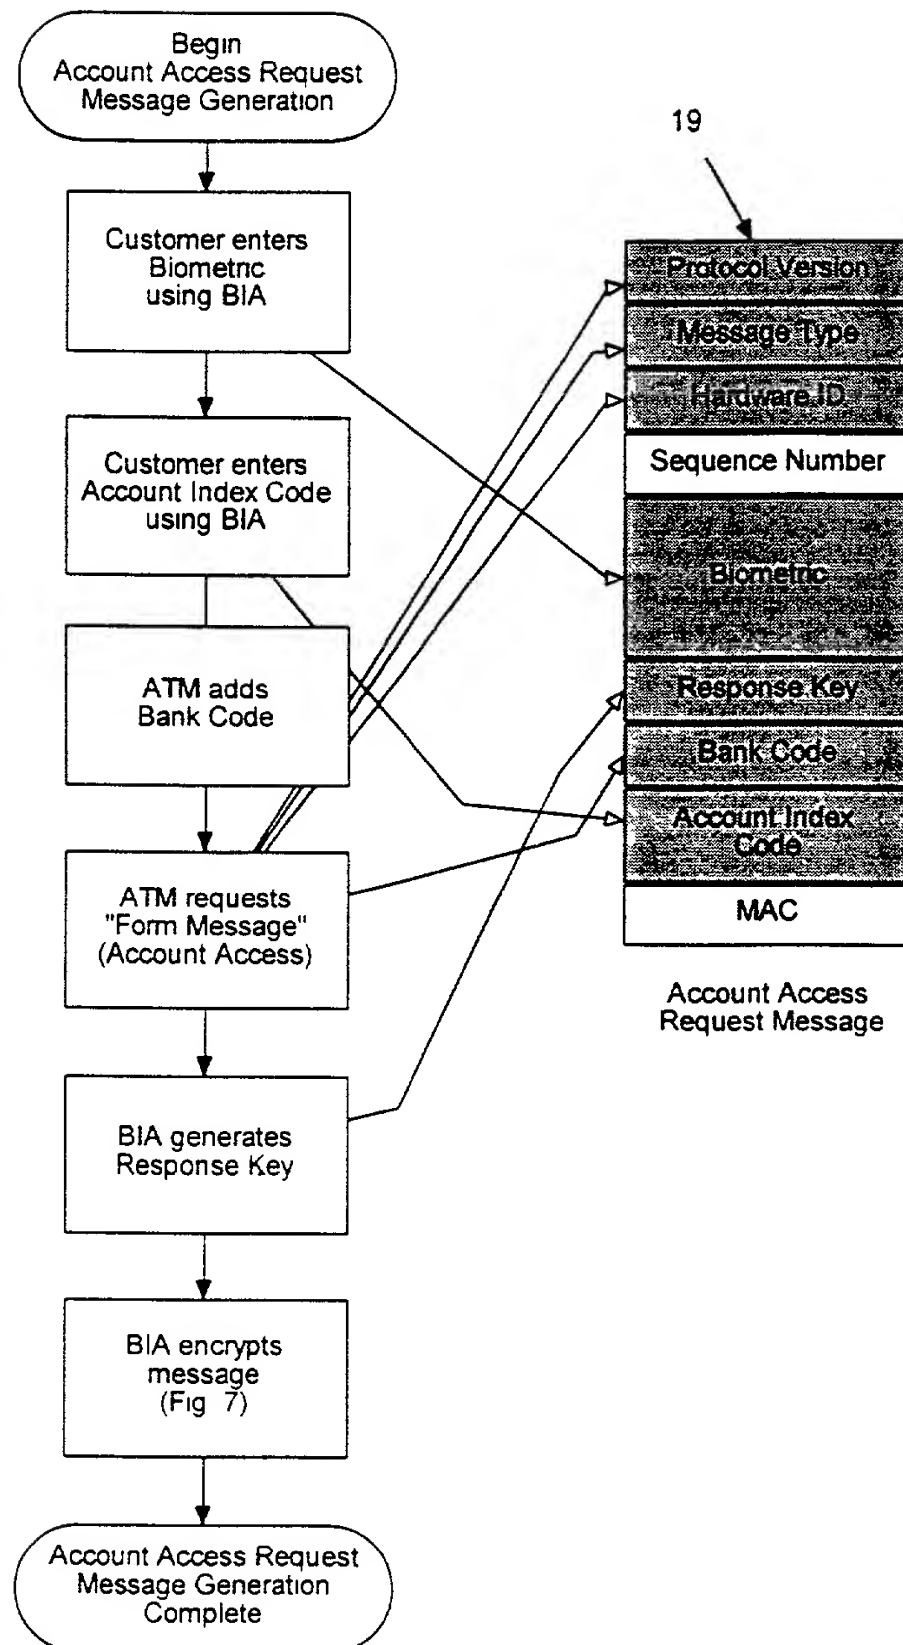 Begin
Account Access Request
Message Generation
Customer enters
Biometric
using BIA
Customer enters
Account Index Code
using BIA
ATM adds
Bank Code
ATM requests
"Form Message"
(Account Access)
BIA generates
Response Key
BIA encrypts
message
(Fig 7)
Account Access Request
Message Generation
Complete
19
Protocol Version
Message Type
Hardware ID
Sequence Number
Biometric
Response Key
Bank Code
Account Index
Code
MAC
Account Access
Request Message